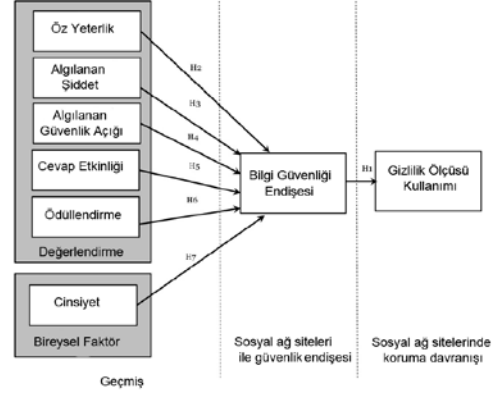 Öz Yeterlik
Algılanan
Şiddet
Algılanan
Güvenlik Açığı
Cevap Etkinliği
Ödüllendirme
Değerlendirme
Cinsiyet
Bireysel Faktör
Geçmiş
H2
H3
H4
H5
H6
H7
Bilgi Güvenliği
Endişesi
H1
Gizlilik Ölçüsü
Kullanımı
Sosyal ağ siteleri
ile güvenlik endişesi
Sosyal ağ sitelerinde
koruma davranışı